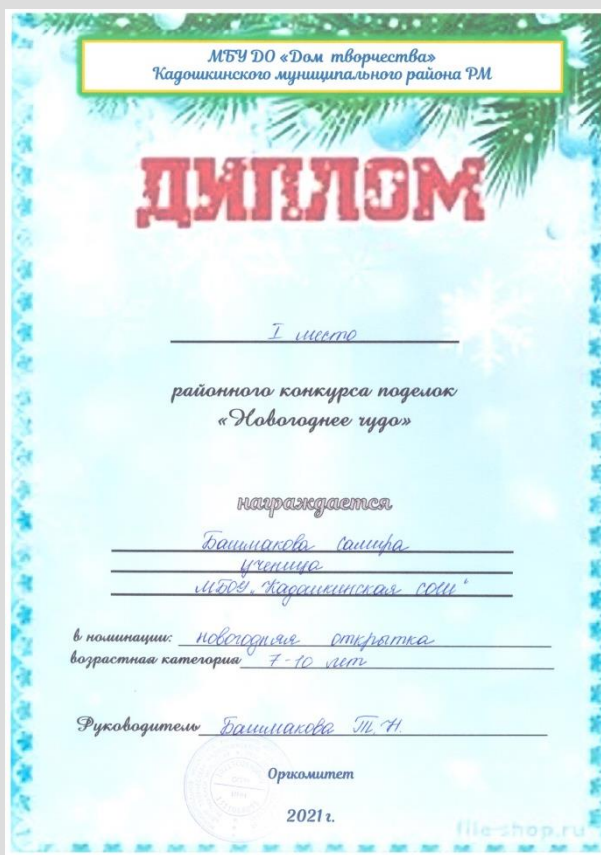 МБУ ДО «Дом творчества»
Кадошкинского муниципального района РМ
ДИПЛОМ
I место
районного конкурса поделок
«Новогоднее чудо»
награждается
Башмакова Самира
ученица
МБОУ "Кадошкинская СОШ"
в номинации: новогодняя открытка
возрастная категория 7-10 лет
Руководитель Башмакова Т.Н.
Оргкомитет
2021 г.
file-shop.ru